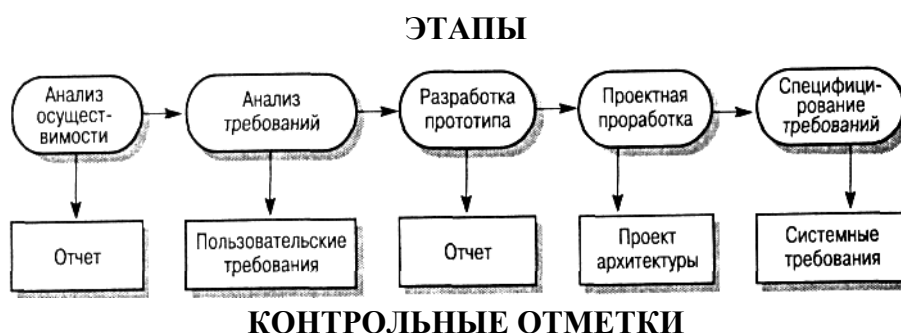 ЭТАПЫ
Анализ
осущест-
вимости
Анализ
требований
Разработка
прототипа
Проектная
проработка
Специфици-
рование
требований
Отчет
Пользовательские
требования
Отчет
Проект
архитектуры
Системные
требования
КОНТРОЛЬНЫЕ ОТМЕТКИ